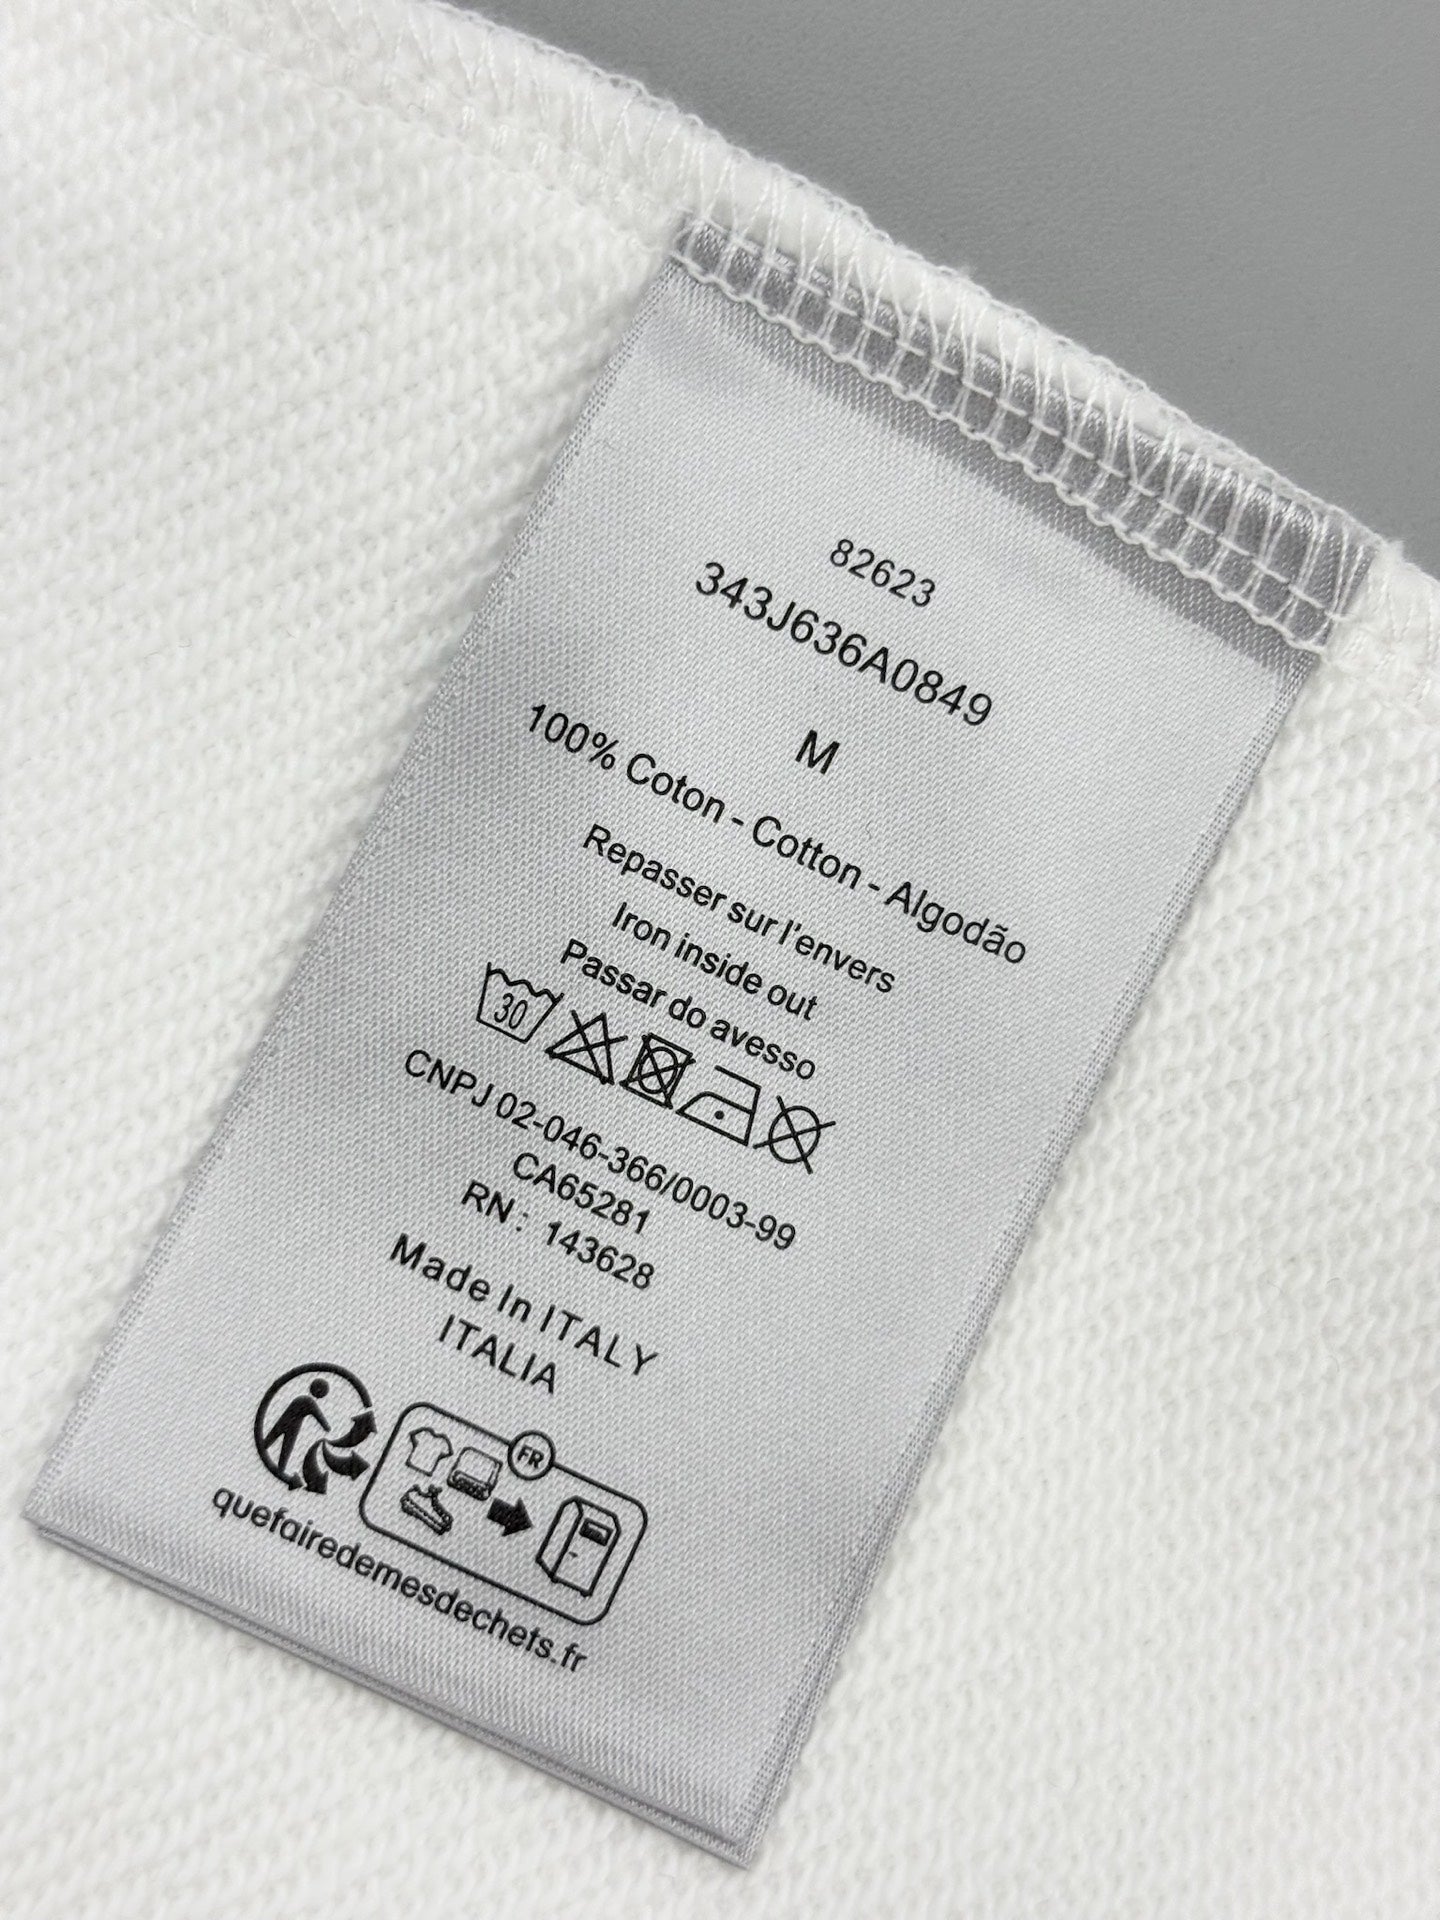 82623
343J636A0849
M
100% Coton - Cotton - Algodão
Repasser sur l'envers
Iron inside out
Passar do avesso
30
CNPJ 02-046-366/0003-99
CA65281
RN: 143628
Made In ITALY
ITALIA
FR
quefairedemesdechets.fr